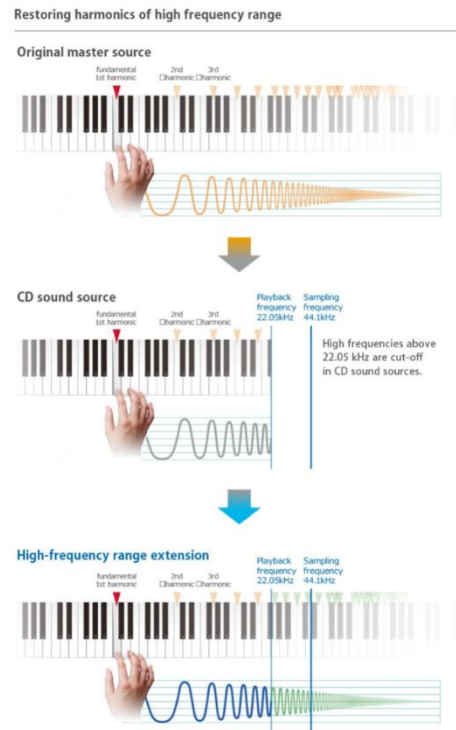 Restoring harmonics of high frequency range
Original master source
fundamental 2nd 3rd
1st harmonic □harmonic □harmonic
CD sound source
Playback Sampling
frequency frequency
22.05kHz 44.1kHz
fundamental 2nd 3rd
1st harmonic □harmonic □harmonic
High frequencies above
22.05 kHz are cut-off
in CD sound sources.
High-frequency range extension
Playback Sampling
frequency frequency
22.05kHz 44.1kHz
fundamental 2nd 3rd
1st harmonic □harmonic □harmonic